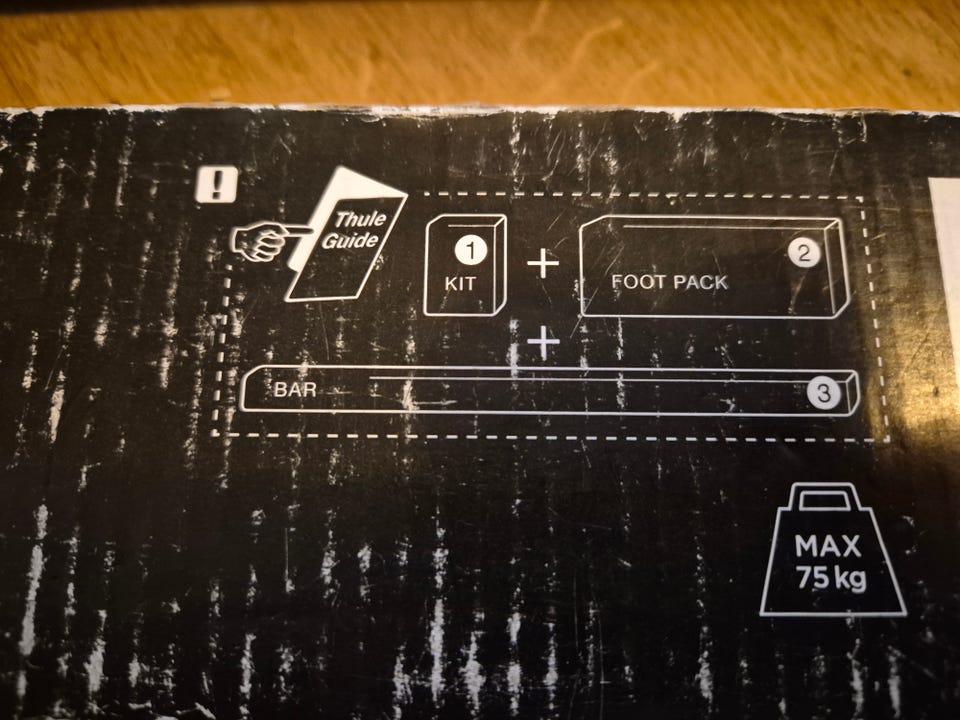 !
Thule
Guide
1
KIT
+
2
FOOT PACK
+
BAR
3
MAX
75 kg